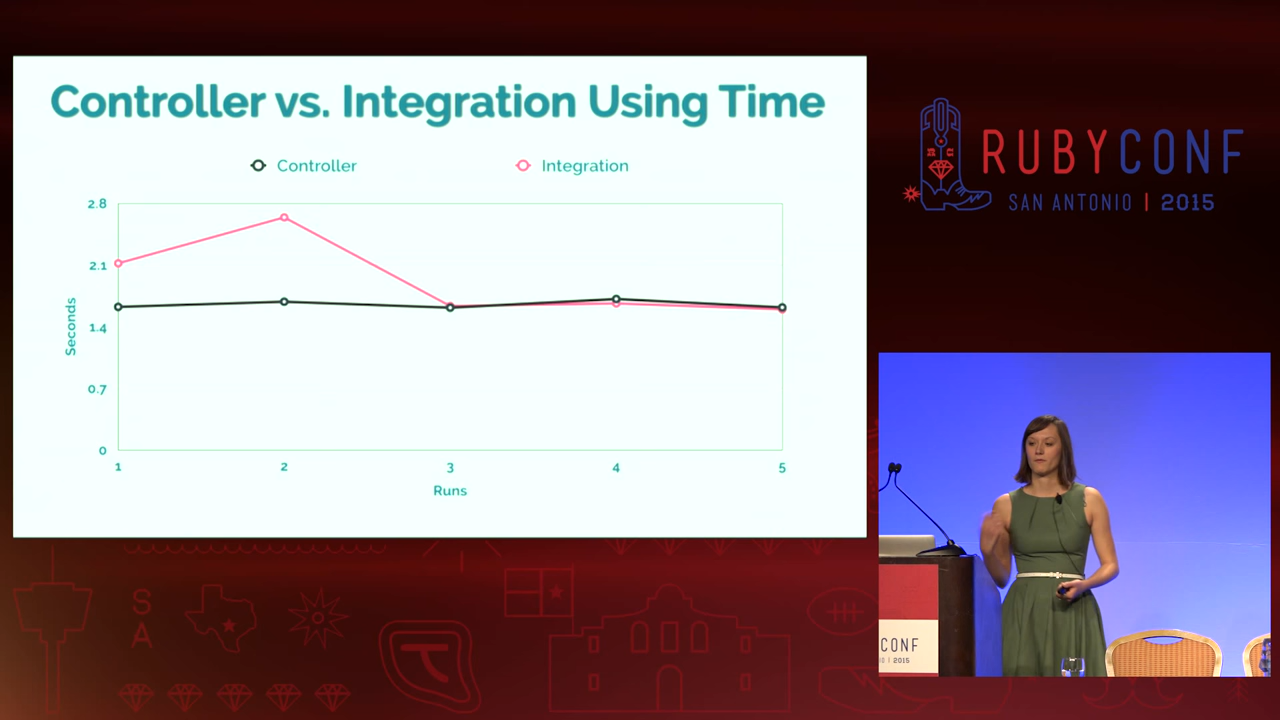 Controller vs. Integration Using Time
Controller
Integration
2.8
2.1
1.4
0.7
0
Seconds
1
2
3
4
5
Runs
RUBYCONF
SAN ANTONIO | 2015
S
A
CONF
| 2015